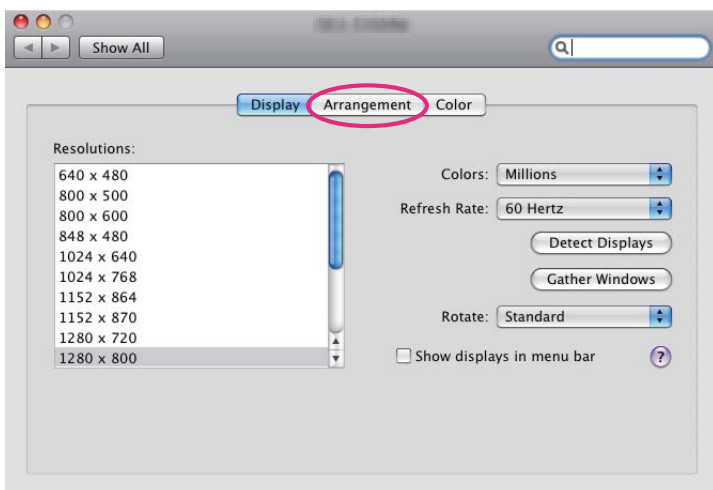 Show All
Display Arrangement Color
Resolutions:
640 x 480
800 x 500
800 x 600
848 x 480
1024 x 640
1024 x 768
1152 x 864
1152 x 870
1280 x 720
1280 x 800
Colors: Millions
Refresh Rate: 60 Hertz
Detect Displays
Gather Windows
Rotate: Standard
Show displays in menu bar ?